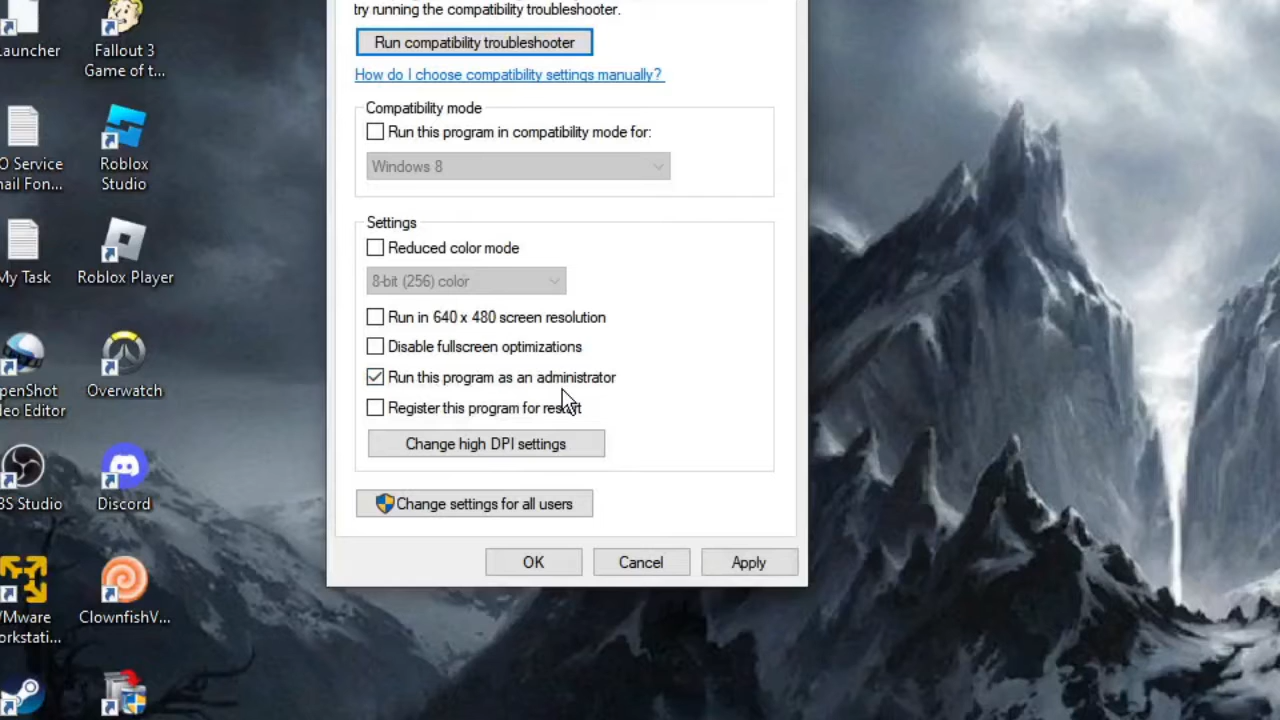 try running the compatibility troubleshooter.
Run compatibility troubleshooter
How do I choose compatibility settings manually?
Compatibility mode
Run this program in compatibility mode for:
Windows 8
Settings
Reduced color mode
8-bit (256) color
Run in 640 x 480 screen resolution
Disable fullscreen optimizations
Run this program as an administrator
Register this program for restart
Change high DPI settings
Change settings for all users
OK
Cancel
Apply
Launcher
Fallout 3
Game of t...
O Service
nail Fon...
Roblox
Studio
My Task
Roblox Player
penShot
deo Editor
Overwatch
BS Studio
Discord
VMware
orkstati...
ClownfishV...